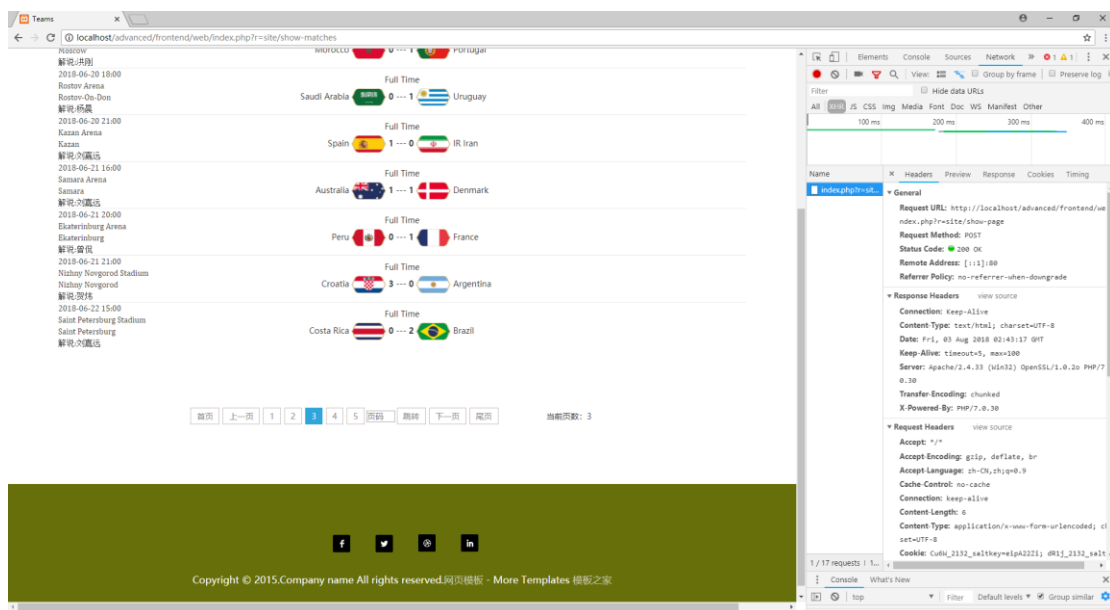 Teams
localhost/advanced/frontend/web/index.php?r=site/show-matches
Moscow
解说:洪刚
Morocco 0 --- 1 Portugal
2018-06-20 18:00
Rostov Arena
Rostov-On-Don
解说:杨晨
Full Time
Saudi Arabia 0 --- 1 Uruguay
2018-06-20 21:00
Kazan Arena
Kazan
解说:刘嘉远
Full Time
Spain 1 --- 0 IR Iran
2018-06-21 16:00
Samara Arena
Samara
解说:刘嘉远
Full Time
Australia 1 --- 1 Denmark
2018-06-21 20:00
Ekaterinburg Arena
Ekaterinburg
解说:曾侃
Full Time
Peru 0 --- 1 France
2018-06-21 21:00
Nizhny Novgorod Stadium
Nizhny Novgorod
解说:贺炜
Full Time
Croatia 3 --- 0 Argentina
2018-06-22 15:00
Saint Petersburg Stadium
Saint Petersburg
解说:刘嘉远
Full Time
Costa Rica 0 --- 2 Brazil
首页 上一页 1 2 3 4 5 页码 跳转 下一页 尾页 当前页数: 3
f in
Copyright © 2015.Company name All rights reserved.网页模板 - More Templates 模板之家
Elements Console Sources Network » 1 1
View: Group by frame Preserve log
Filter Hide data URLs
All XHR JS CSS Img Media Font Doc WS Manifest Other
100 ms 200 ms 300 ms 400 ms
Name
index.php?r=sit...
× Headers Preview Response Cookies Timing
General
Request URL: http://localhost/advanced/frontend/we
ndex.php?r=site/show-page
Request Method: POST
Status Code: 200 OK
Remote Address: [::1]:80
Referrer Policy: no-referrer-when-downgrade
Response Headers view source
Connection: Keep-Alive
Content-Type: text/html; charset=UTF-8
Date: Fri, 03 Aug 2018 02:43:17 GMT
Keep-Alive: timeout=5, max=100
Server: Apache/2.4.33 (Win32) OpenSSL/1.0.2o PHP/7
0.30
Transfer-Encoding: chunked
X-Powered-By: PHP/7.0.30
Request Headers view source
Accept: */*
Accept-Encoding: gzip, deflate, br
Accept-Language: zh-CN,zh;q=0.9
Cache-Control: no-cache
Connection: keep-alive
Content-Length: 6
Content-Type: application/x-www-form-urlencoded;
set=UTF-8
Cookie: Cu6W_2132_saltkey=eipA22Zi; dR1j_2132_salt
1 / 17 requests | 1...
Console What's New
top Filter Default levels ▼ Group similar